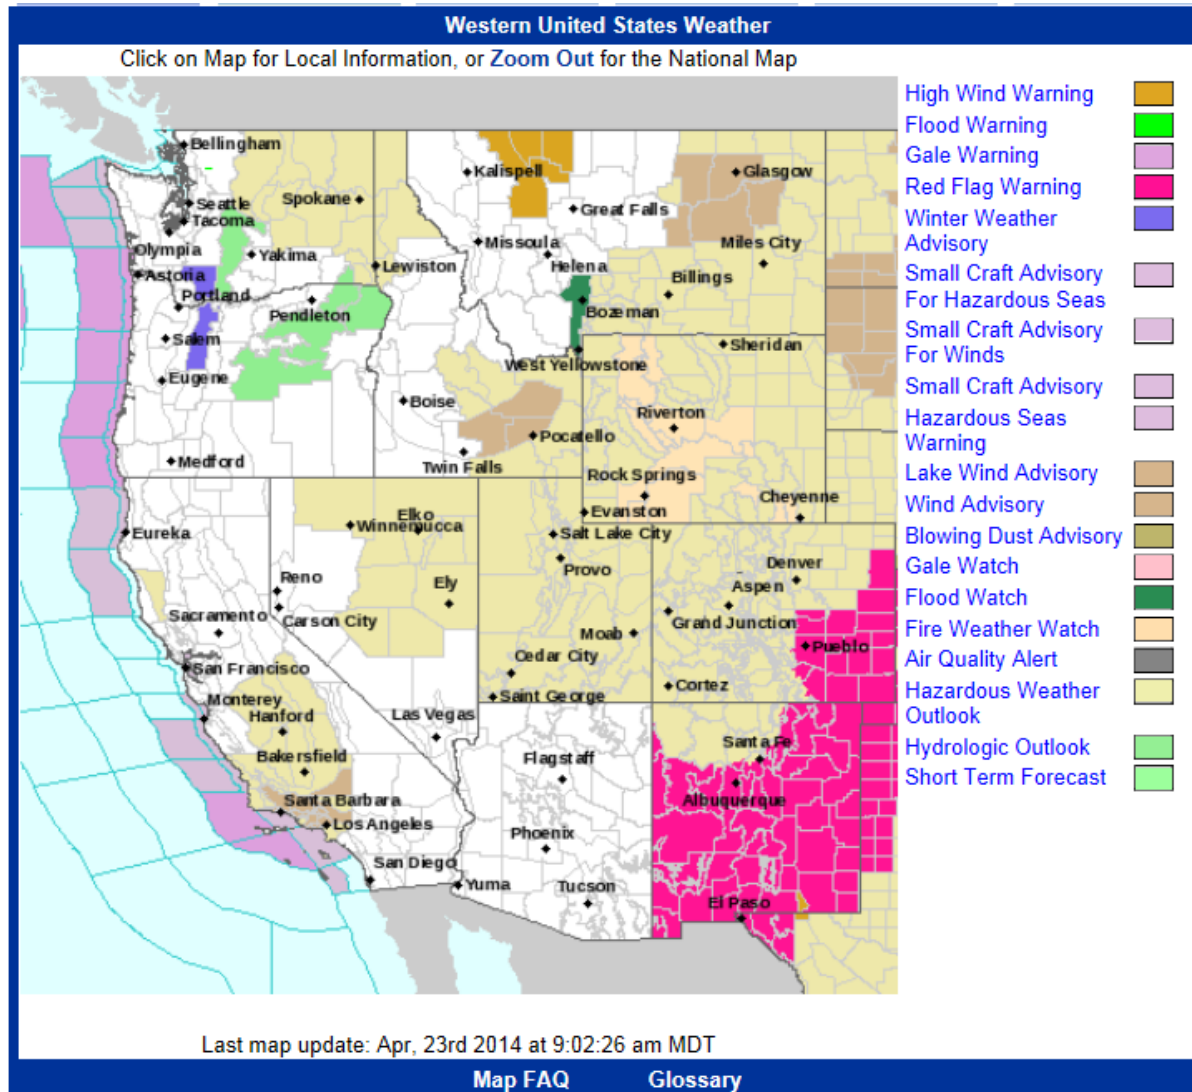 Western United States Weather
Click on Map for Local Information, or Zoom Out for the National Map
High Wind Warning
Flood Warning
Gale Warning
Red Flag Warning
Winter Weather
Advisory
Small Craft Advisory
For Hazardous Seas
Small Craft Advisory
For Winds
Small Craft Advisory
Hazardous Seas
Warning
Lake Wind Advisory
Wind Advisory
Blowing Dust Advisory
Gale Watch
Flood Watch
Fire Weather Watch
Air Quality Alert
Hazardous Weather
Outlook
Hydrologic Outlook
Short Term Forecast
Bellingham
Kalispell
Glasgow
Spokane
Seattle
Great Falls
Tacoma
Olympia
Yakima
Missoula
Miles City
Astoria
Lewiston
Helena
Billings
Portland
Pendleton
Bozeman
Salem
Sheridan
West Yellowstone
Eugene
Boise
Riverton
Pocatello
Medford
Twin Falls
Rock Springs
Cheyenne
Evanston
Elko
Winnemucca
Eureka
Salt Lake City
Provo
Denver
Reno
Ely
Aspen
Sacramento
Carson City
Grand Junction
Moab
Pueblo
San Francisco
Cedar City
Cortez
Monterey
Saint George
Hanford
Las Vegas
Santa Fe
Bakersfield
Flagstaff
Albuquerque
Santa Barbara
Los Angeles
Phoenix
San Diego
Yuma
Tucson
El Paso
Last map update: Apr, 23rd 2014 at 9:02:26 am MDT
Map FAQ Glossary